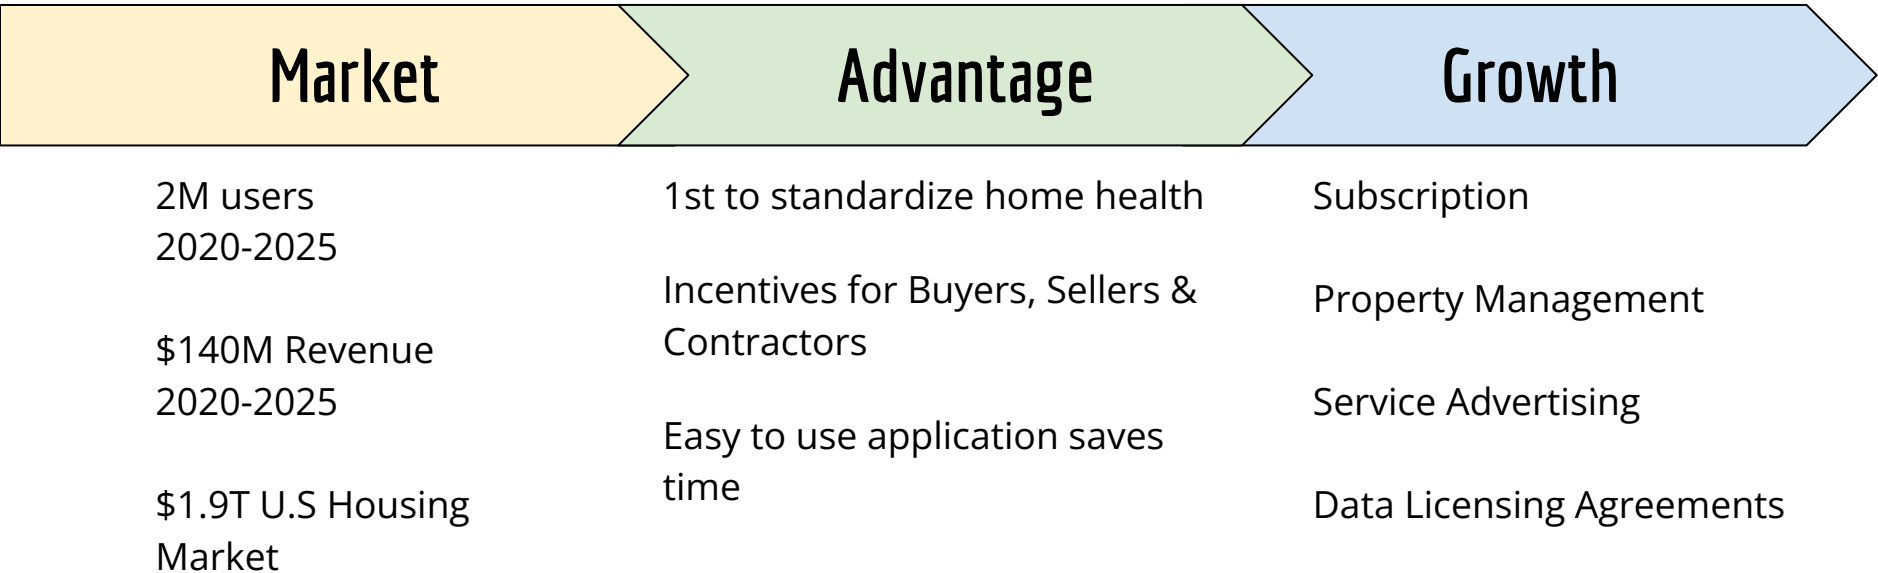 Market
2M users
2020-2025
$140M Revenue
2020-2025
$1.9T U.S Housing
Market
Advantage
1st to standardize home health
Incentives for Buyers, Sellers &
Contractors
Easy to use application saves
time
Growth
Subscription
Property Management
Service Advertising
Data Licensing Agreements